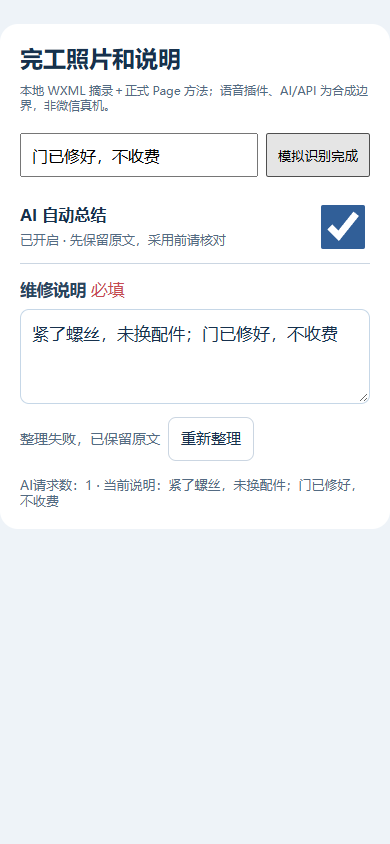 完工照片和说明
本地 WXML 摘录 + 正式 Page 方法；语音插件、AI/API 为合成边
界，非微信真机。
门已修好，不收费
模拟识别完成
AI 自动总结
已开启 · 先保留原文，采用前请核对
维修说明 必填
紧了螺丝，未换配件；门已修好，不收费
整理失败，已保留原文
重新整理
AI请求数：1 · 当前说明：紧了螺丝，未换配件；门已修好，
不收费